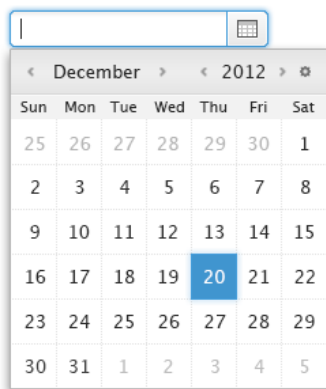 December 2012
Sun Mon Tue Wed Thu Fri Sat
25 26 27 28 29 30 1
2 3 4 5 6 7 8
9 10 11 12 13 14 15
16 17 18 19 20 21 22
23 24 25 26 27 28 29
30 31 1 2 3 4 5